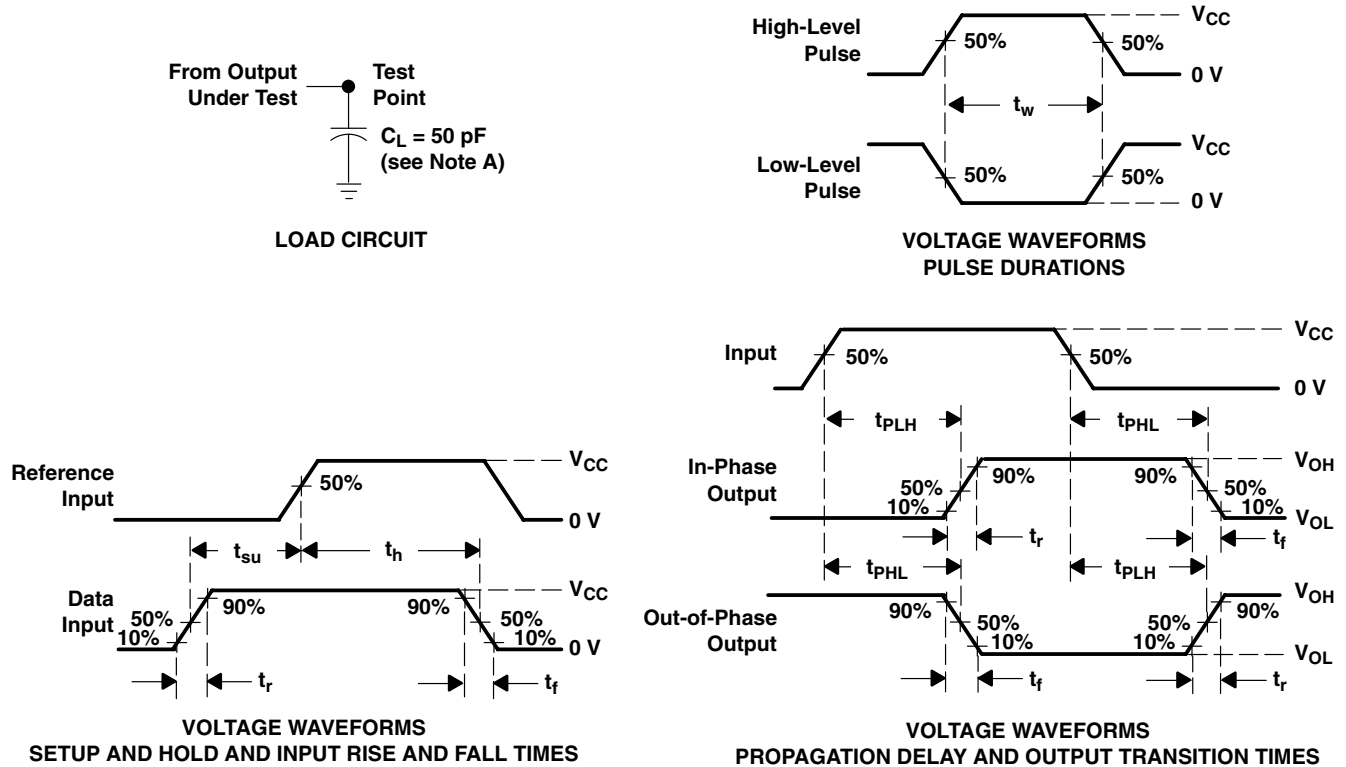 From Output
Under Test
Test
Point
C_L = 50 pF
(see Note A)
LOAD CIRCUIT
High-Level
Pulse
50%
50%
V_CC
0 V
t_w
Low-Level
Pulse
50%
50%
V_CC
0 V
VOLTAGE WAVEFORMS
PULSE DURATIONS
Reference
Input
50%
V_CC
0 V
t_su
t_h
Data
Input
50%
10%
90%
90%
50%
10%
V_CC
0 V
t_r
t_f
VOLTAGE WAVEFORMS
SETUP AND HOLD AND INPUT RISE AND FALL TIMES
Input
50%
50%
V_CC
0 V
t_PLH
t_PHL
In-Phase
Output
50%
10%
90%
90%
50%
10%
V_OH
V_OL
t_r
t_f
t_PHL
t_PLH
Out-of-Phase
Output
90%
50%
10%
50%
10%
90%
V_OH
V_OL
t_f
t_r
VOLTAGE WAVEFORMS
PROPAGATION DELAY AND OUTPUT TRANSITION TIMES